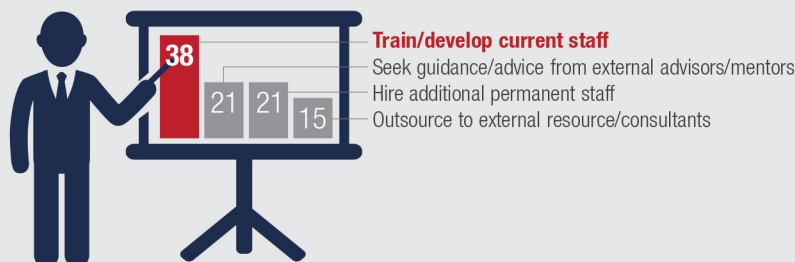 38
21
21
15
Train/develop current staff
Seek guidance/advice from external advisors/mentors
Hire additional permanent staff
Outsource to external resource/consultants